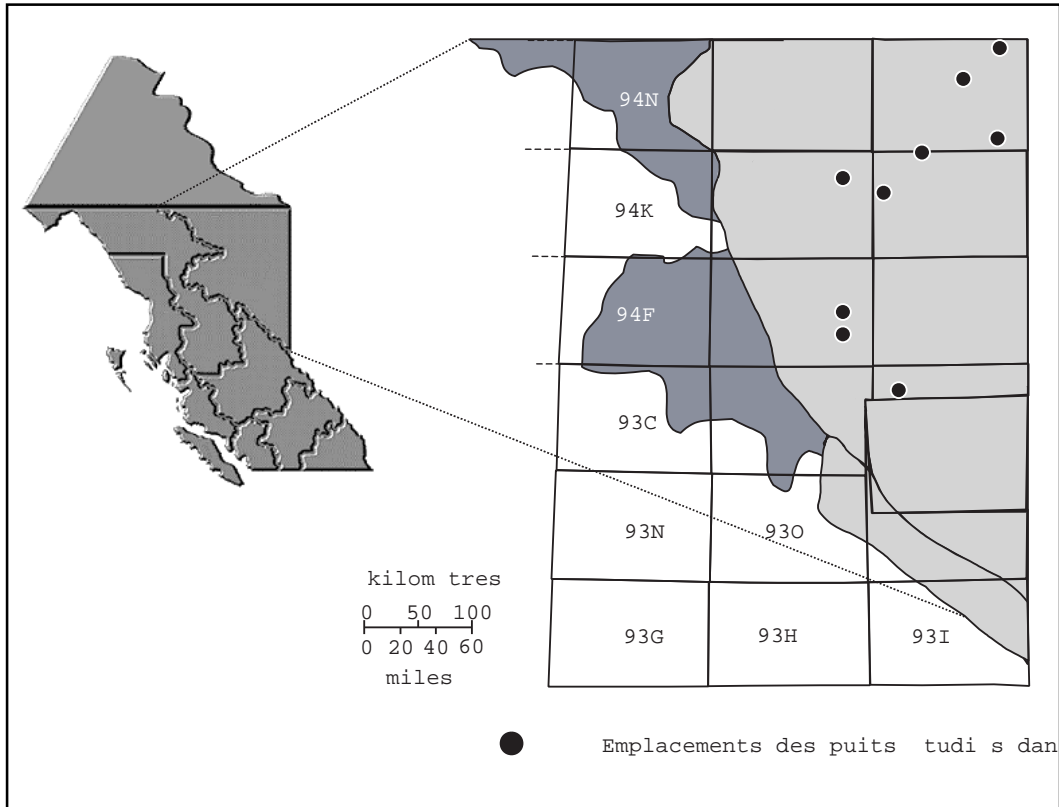 94N
94K
94F
93C
93N 93O
93G 93H 93I
kilom tres
0 50 100
0 20 40 60
miles
Emplacements des puits tudi s dan